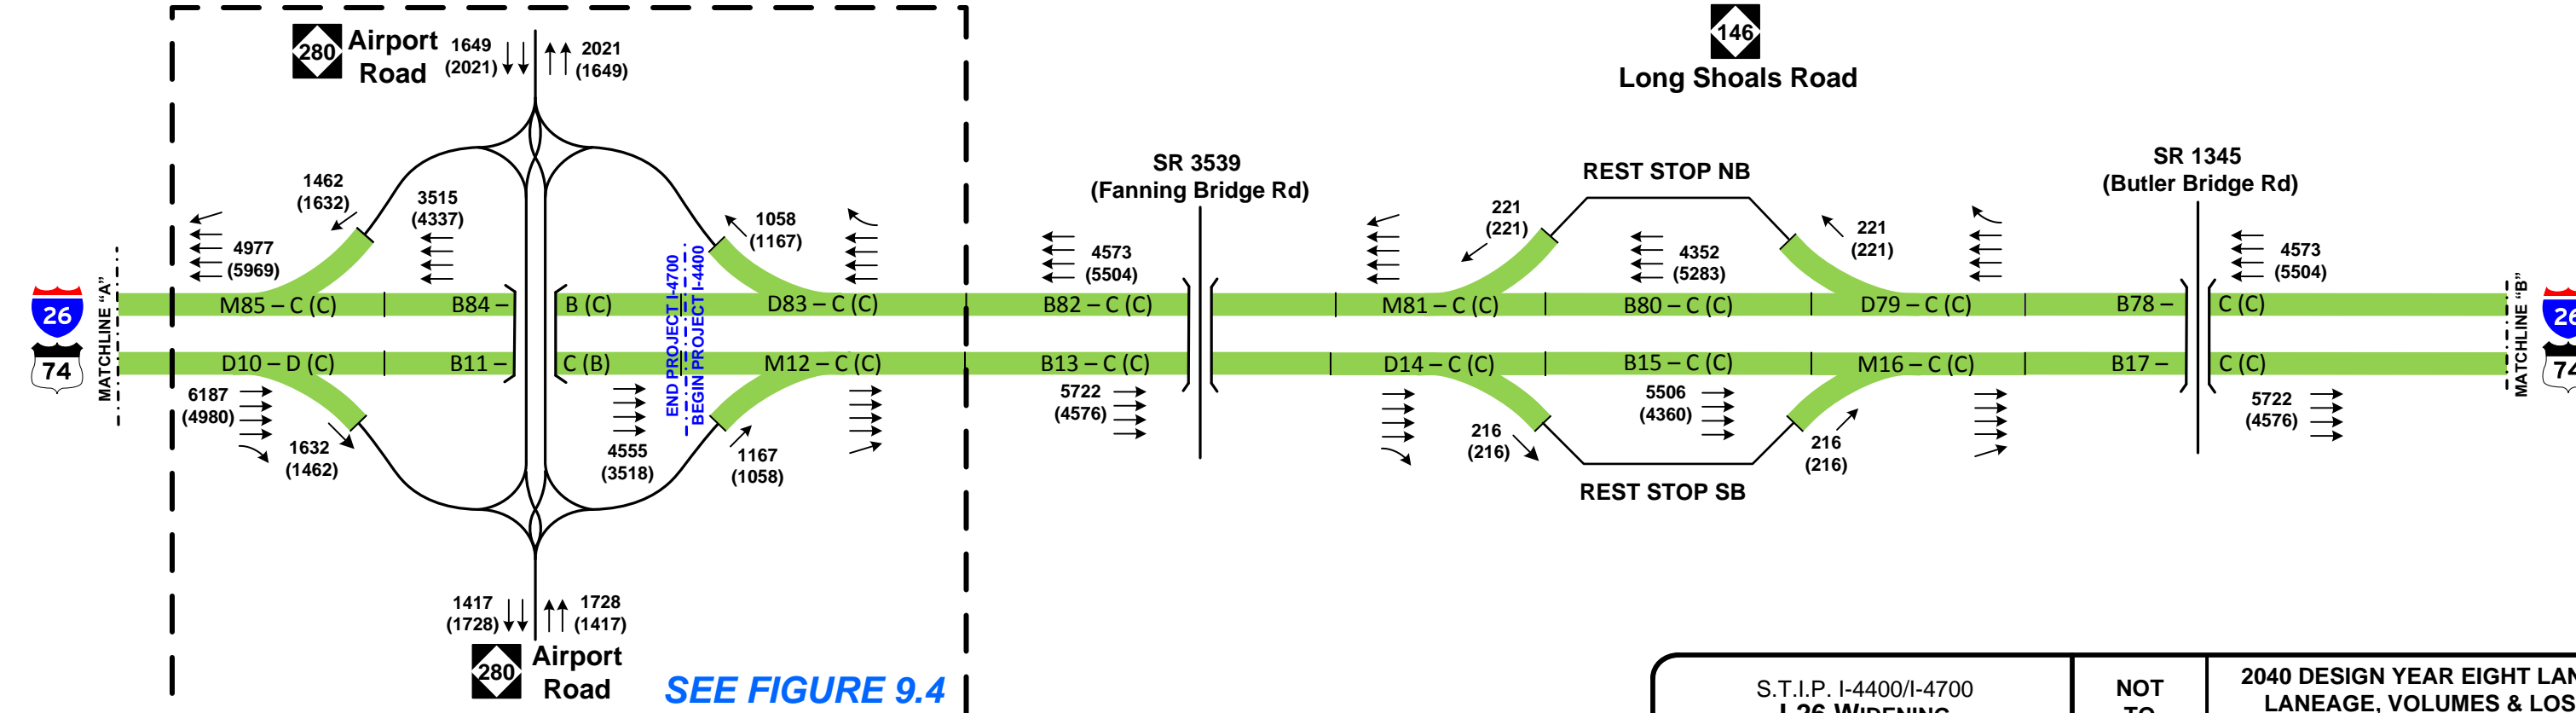 280
Airport
Road
1649
(2021)
2021
(1649)
146
Long Shoals Road
1462
(1632)
3515
(4337)
4977
(5969)
1058
(1167)
SR 3539
(Fanning Bridge Rd)
4573
(5504)
REST STOP NB
221
(221)
4352
(5283)
221
(221)
SR 1345
(Butler Bridge Rd)
4573
(5504)
26
74
MATCHLINE “A”
M85 – C (C)
B84 –
B (C)
END PROJECT I-4700
BEGIN PROJECT I-4400
D83 – C (C)
B82 – C (C)
M81 – C (C)
B80 – C (C)
D79 – C (C)
B78 –
C (C)
MATCHLINE “B”
26
74
D10 – D (C)
B11 –
C (B)
M12 – C (C)
B13 – C (C)
D14 – C (C)
B15 – C (C)
M16 – C (C)
B17 –
C (C)
6187
(4980)
1632
(1462)
4555
(3518)
1167
(1058)
5722
(4576)
216
(216)
5506
(4360)
216
(216)
5722
(4576)
REST STOP SB
1417
(1728)
1728
(1417)
280
Airport
Road
SEE FIGURE 9.4
S.T.I.P. I-4400/I-4700
I-26 WIDENING
NOT
TO
2040 DESIGN YEAR EIGHT LAN
LANEAGE, VOLUMES & LOS